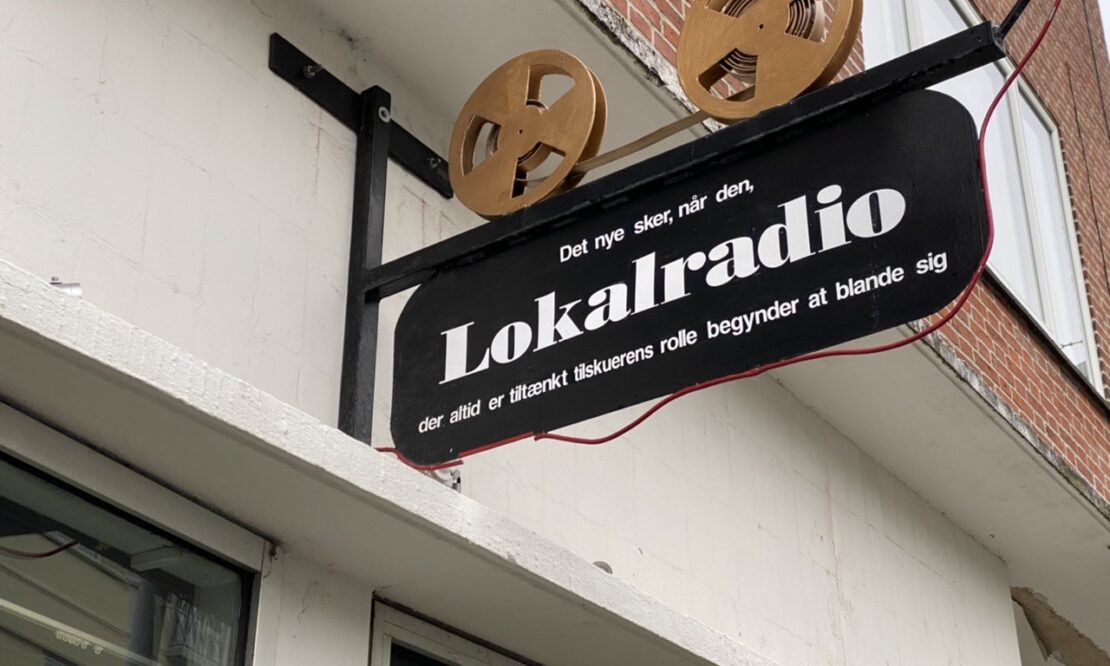 Det nye sker, når den,
Lokalradio
der altid er tiltænkt tilskuerens rolle begynder at blande sig